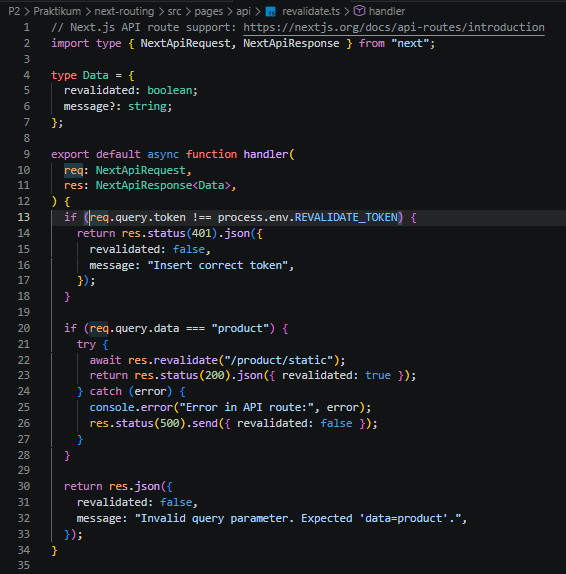 P2 > Praktikum > next-routing > src > pages > api > revalidate.ts > handler
1 // Next.js API route support: https://nextjs.org/docs/api-routes/introduction
2 import type { NextApiRequest, NextApiResponse } from "next";
3
4 type Data = {
5   revalidated: boolean;
6   message?: string;
7 };
8
9 export default async function handler(
10   req: NextApiRequest,
11   res: NextApiResponse<Data>,
12 ) {
13   if (req.query.token !== process.env.REVALIDATE_TOKEN) {
14     return res.status(401).json({
15       revalidated: false,
16       message: "Insert correct token",
17     });
18   }
19
20   if (req.query.data === "product") {
21     try {
22       await res.revalidate("/product/static");
23       return res.status(200).json({ revalidated: true });
24     } catch (error) {
25       console.error("Error in API route:", error);
26       res.status(500).send({ revalidated: false });
27     }
28   }
29
30   return res.json({
31     revalidated: false,
32     message: "Invalid query parameter. Expected 'data=product'.",
33   });
34 }
35